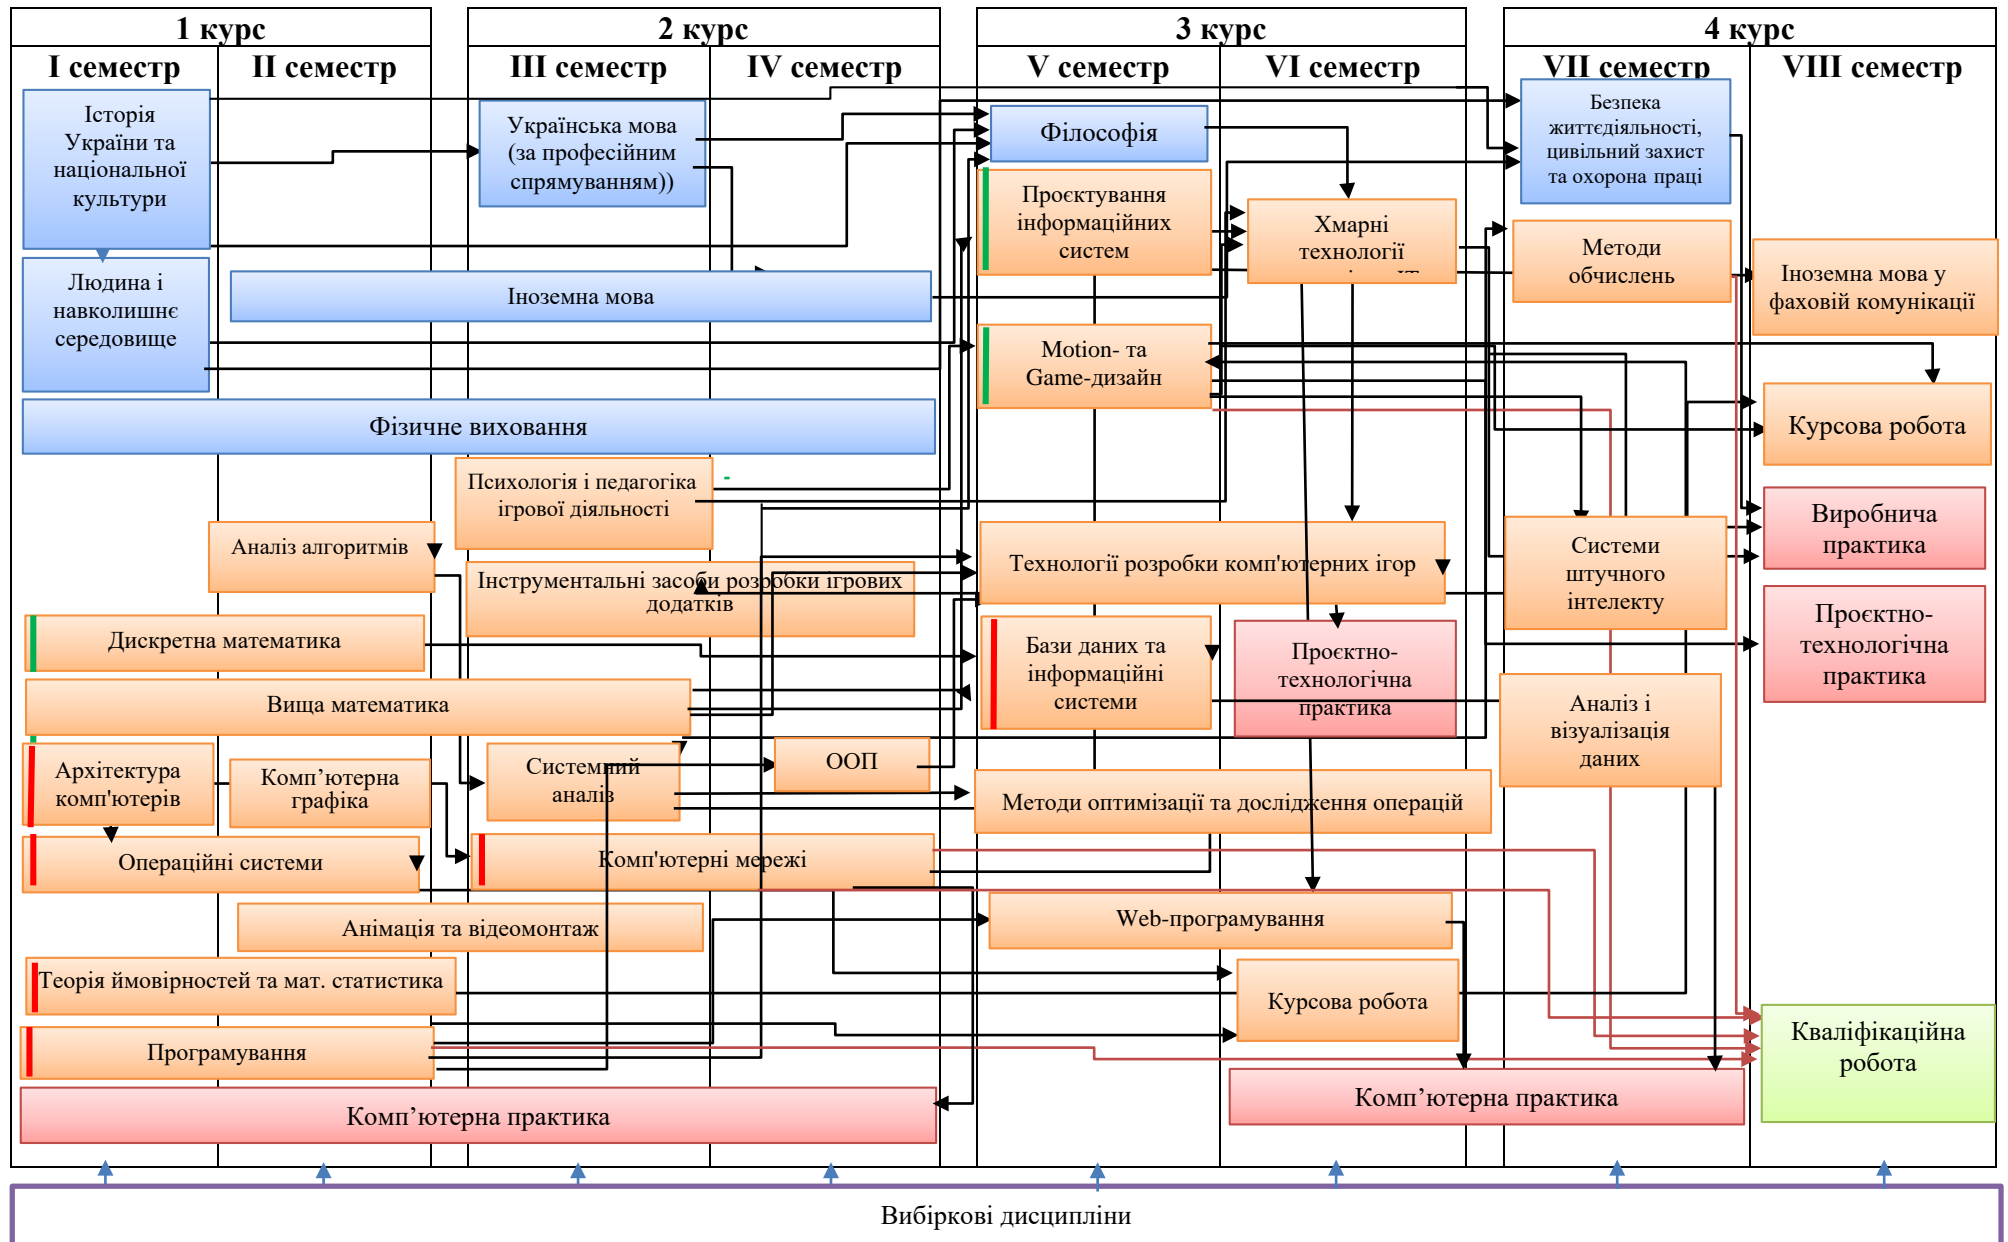 1 курс
2 курс
3 курс
4 курс
I семестр
II семестр
III семестр
IV семестр
V семестр
VI семестр
VII семестр
VIII семестр
Історія
України та
національної
культури
Людина і
навколишнє
середовище
Українська мова
(за професійним
спрямуванням))
Іноземна мова
Фізичне виховання
Філософія
Проєктування
інформаційних
систем
Хмарні
технології
Motion- та
Game-дизайн
Безпека
життєдіяльності,
цивільний захист
та охорона праці
Методи
обчислень
Іноземна мова у
фаховій комунікації
Курсова робота
Психологія і педагогіка
ігрової діяльності
-
Аналіз алгоритмів
Інструментальні засоби розробки ігрових
додатків
Технології розробки комп'ютерних ігор
Системи
штучного
інтелекту
Виробнича
практика
Дискретна математика
Вища математика
Бази даних та
інформаційні
системи
Проєктно-
технологічна
практика
Проєктно-
технологічна
практика
Аналіз і
візуалізація
даних
Архітектура
комп'ютерів
Комп’ютерна
графіка
Системний
аналіз
ООП
Методи оптимізації та дослідження операцій
Операційні системи
Комп'ютерні мережі
Анімація та відеомонтаж
Web-програмування
Теорія ймовірностей та мат. статистика
Курсова робота
Програмування
Кваліфікаційна
робота
Комп’ютерна практика
Комп’ютерна практика
Вибіркові дисципліни